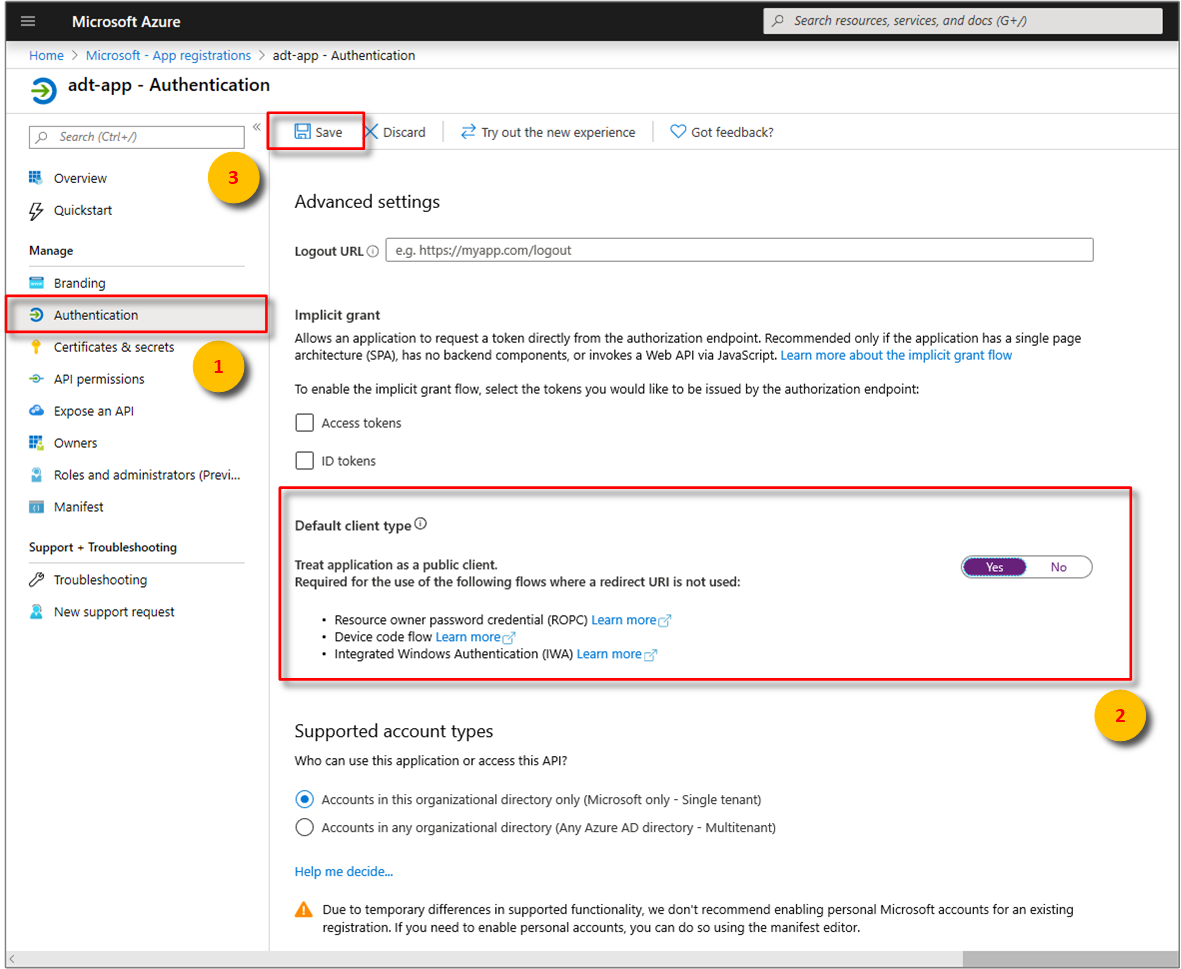 Microsoft Azure
Search resources, services, and docs (G+/)
Home > Microsoft - App registrations > adt-app - Authentication
adt-app - Authentication
Search (Ctrl+/)
«
Save
Discard
Try out the new experience
Got feedback?
3
Overview
Quickstart
Manage
Branding
Authentication
Certificates & secrets
1
API permissions
Expose an API
Owners
Roles and administrators (Previ...
Manifest
Support + Troubleshooting
Troubleshooting
New support request
Advanced settings
Logout URL
e.g. https://myapp.com/logout
Implicit grant
Allows an application to request a token directly from the authorization endpoint. Recommended only if the application has a single page
architecture (SPA), has no backend components, or invokes a Web API via JavaScript. Learn more about the implicit grant flow
To enable the implicit grant flow, select the tokens you would like to be issued by the authorization endpoint:
Access tokens
ID tokens
Default client type
Treat application as a public client.
Required for the use of the following flows where a redirect URI is not used:
Yes No
• Resource owner password credential (ROPC) Learn more
• Device code flow Learn more
• Integrated Windows Authentication (IWA) Learn more
2
Supported account types
Who can use this application or access this API?
Accounts in this organizational directory only (Microsoft only - Single tenant)
Accounts in any organizational directory (Any Azure AD directory - Multitenant)
Help me decide...
Due to temporary differences in supported functionality, we don't recommend enabling personal Microsoft accounts for an existing
registration. If you need to enable personal accounts, you can do so using the manifest editor.